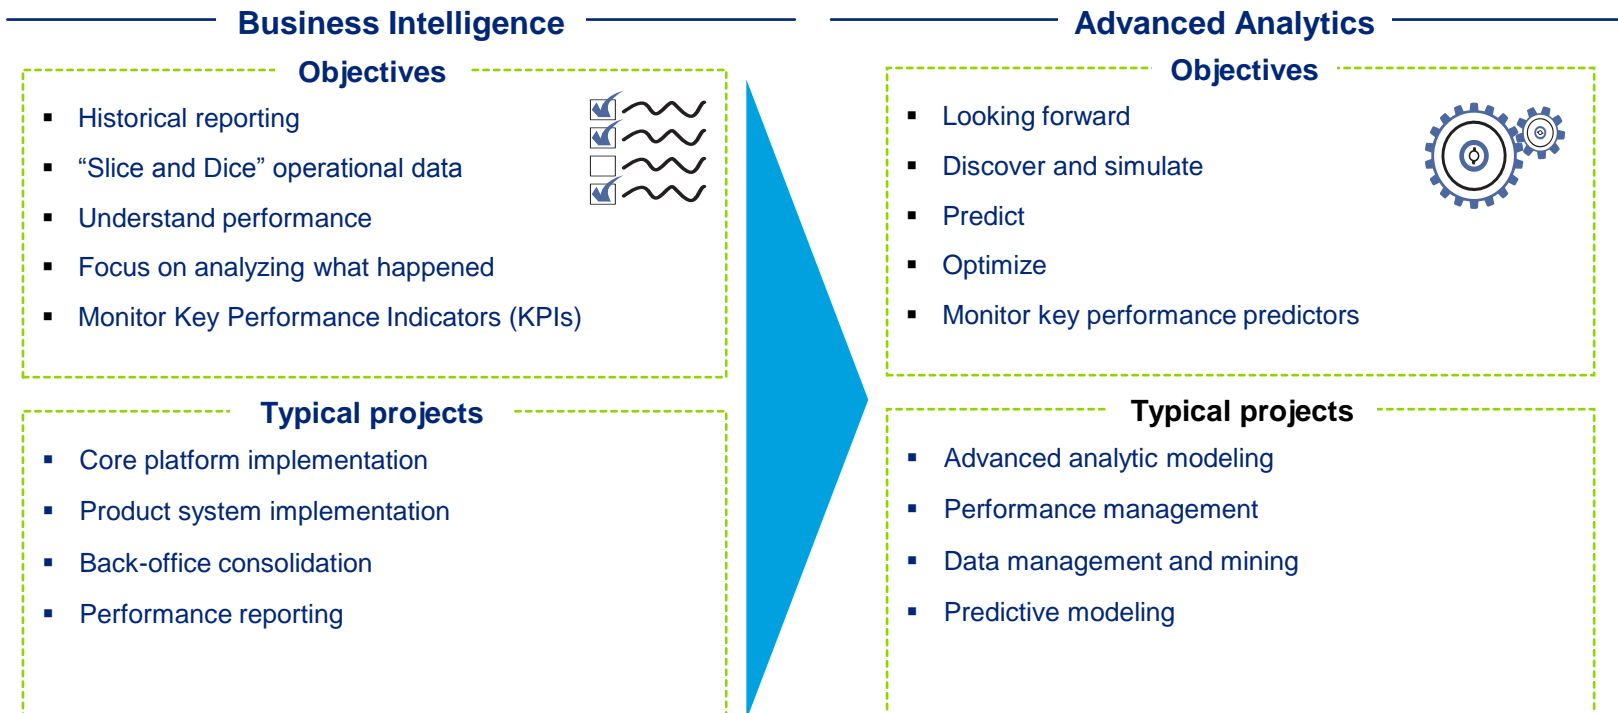 Business Intelligence
Objectives
▪ Historical reporting
▪ “Slice and Dice” operational data
▪ Understand performance
▪ Focus on analyzing what happened
▪ Monitor Key Performance Indicators (KPIs)
Typical projects
▪ Core platform implementation
▪ Product system implementation
▪ Back-office consolidation
▪ Performance reporting
Advanced Analytics
Objectives
▪ Looking forward
▪ Discover and simulate
▪ Predict
▪ Optimize
▪ Monitor key performance predictors
Typical projects
▪ Advanced analytic modeling
▪ Performance management
▪ Data management and mining
▪ Predictive modeling